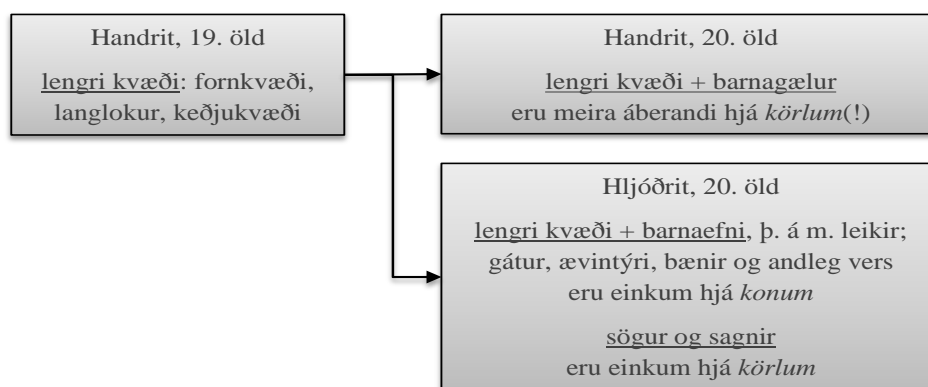 Handrit, 19. öld
lengri kvæði: fornkvæði,
langlokur, keðjukvæði
Handrit, 20. öld
lengri kvæði + barnagælur
eru meira áberandi hjá körlum(!)
Hljóðrit, 20. öld
lengri kvæði + barnaefni, þ. á m. leikir;
gátur, ævintýri, bænir og andleg vers
eru einkum hjá konum
sögur og sagnir
eru einkum hjá körlum